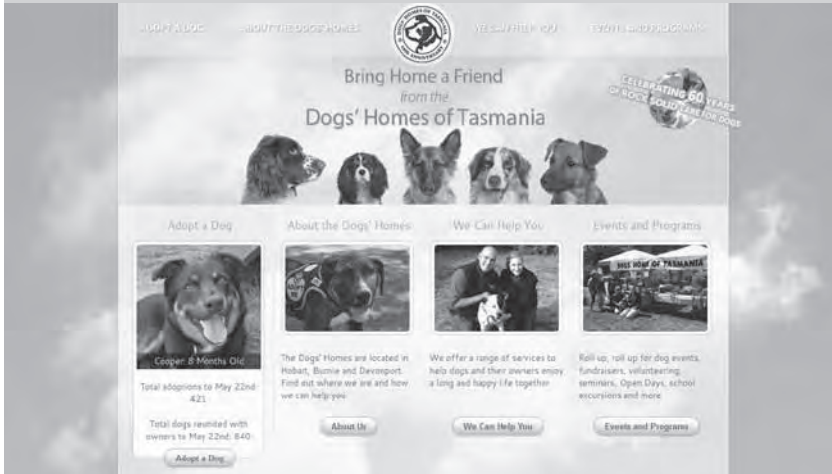 ADOPT A DOG
ABOUT THE DOGS' HOMES
DOGS' HOMES OF TASMANIA
60TH ANNIVERSARY
WE CAN HELP YOU
EVENTS AND PROGRAMS
Bring Home a Friend
from the
Dogs' Homes of Tasmania
CELEBRATING 60 YEARS
OF ROCK SOLID CARE FOR DOGS
Adopt a Dog
About the Dogs' Homes
We Can Help You
Events and Programs
DOGS' HOME OF TASMANIA
Cooper: 8 Months Old
Total adoptions to May 22nd:
421
Total dogs reunited with
owners to May 22nd: 840
Adopt a Dog
The Dogs' Homes are located in
Hobart, Burnie and Devonport.
Find out where we are and how
we can help you
About Us
We offer a range of services to
help dogs and their owners enjoy
a long and happy life together
We Can Help You
Roll up, roll up for dog events,
fundraisers, volunteering,
seminars, Open Days, school
excursions and more
Events and Programs